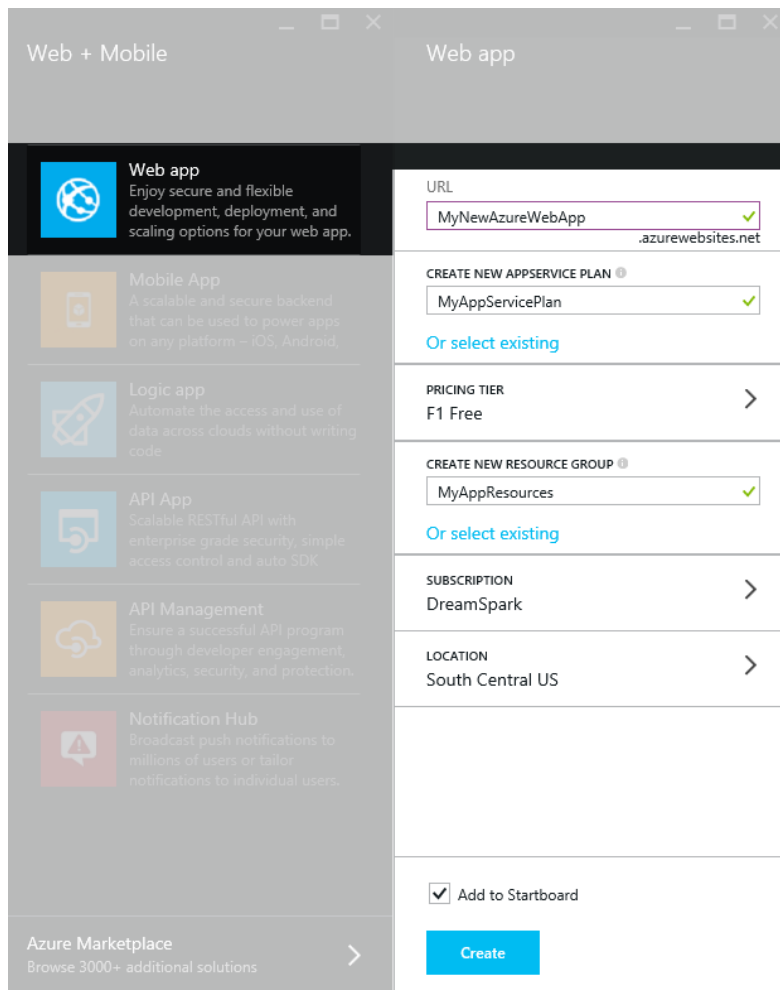 Web + Mobile
Web app
Enjoy secure and flexible
development, deployment, and
scaling options for your web app.
Mobile App
A scalable and secure backend
that can be used to power apps
on any platform – iOS, Android,
Logic app
Automate the access and use of
data across clouds without writing
code
API App
Scalable RESTful API with
enterprise grade security, simple
access control and auto SDK
API Management
Ensure a successful API program
through developer engagement,
analytics, security, and protection.
Notification Hub
Broadcast push notifications to
millions of users or tailor
notifications to individual users.
Azure Marketplace
Browse 3000+ additional solutions
Web app
URL
MyNewAzureWebApp
.azurewebsites.net
CREATE NEW APPSERVICE PLAN
MyAppServicePlan
Or select existing
PRICING TIER
F1 Free
CREATE NEW RESOURCE GROUP
MyAppResources
Or select existing
SUBSCRIPTION
DreamSpark
LOCATION
South Central US
Add to Startboard
Create